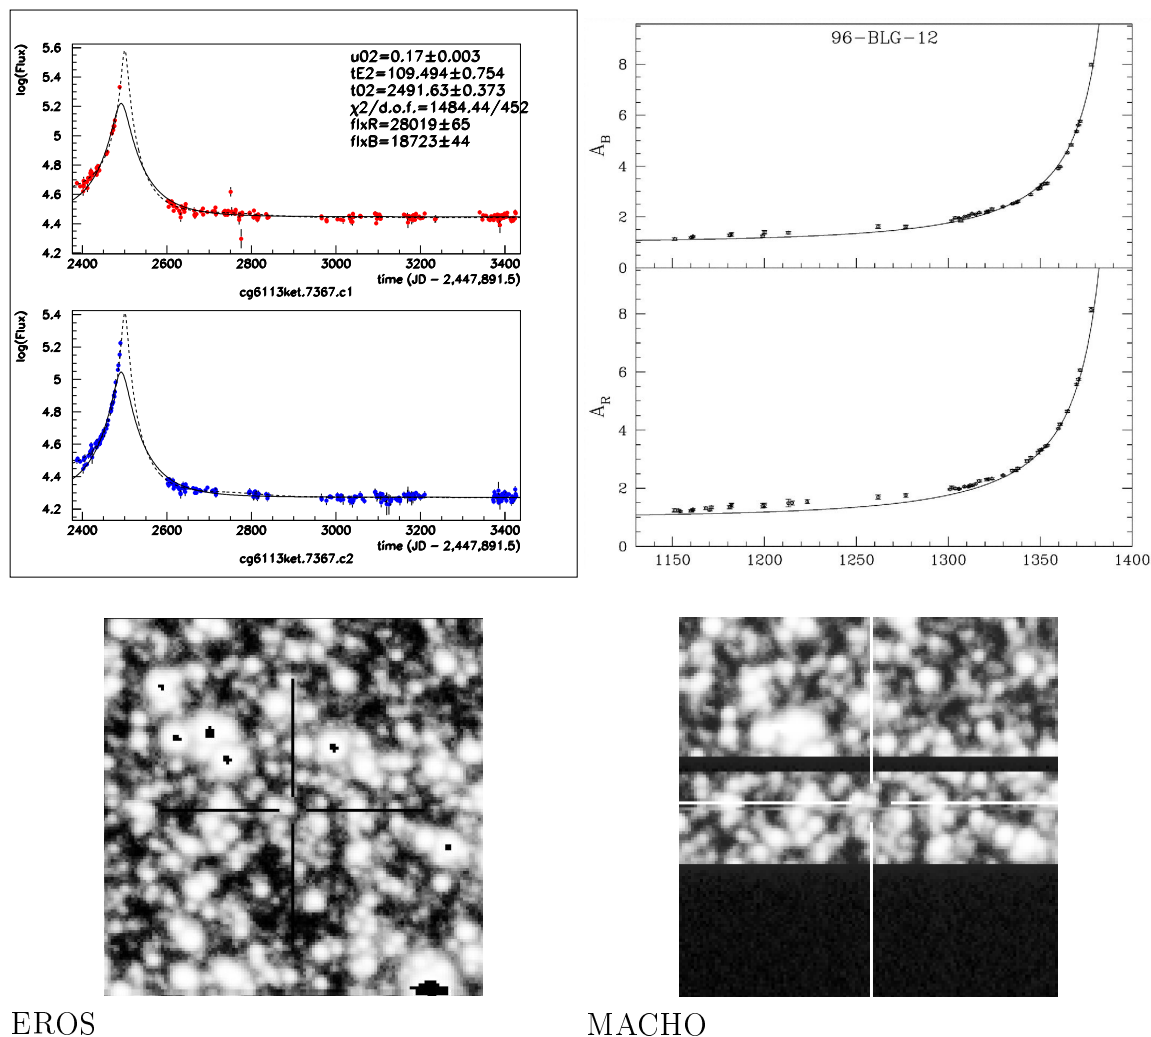 log(Flux)
5.6
5.4
5.2
5
4.8
4.6
4.4
4.2
u02=0.17±0.003
tE2=109.494±0.754
t02=2491.63±0.373
χ2/d.o.f.=1484.44/452
flxR=28019±65
flxB=18723±44
2400 2600 2800 3000 3200 3400
time (JD - 2,447,891.5)
cg6113ket.7367.c1
log(Flux)
5.4
5.2
5
4.8
4.6
4.4
4.2
2400 2600 2800 3000 3200 3400
time (JD - 2,447,891.5)
cg6113ket.7367.c2
96-BLG-12
A_B
8
6
4
2
0
A_R
8
6
4
2
0
1150 1200 1250 1300 1350 1400
EROS
MACHO